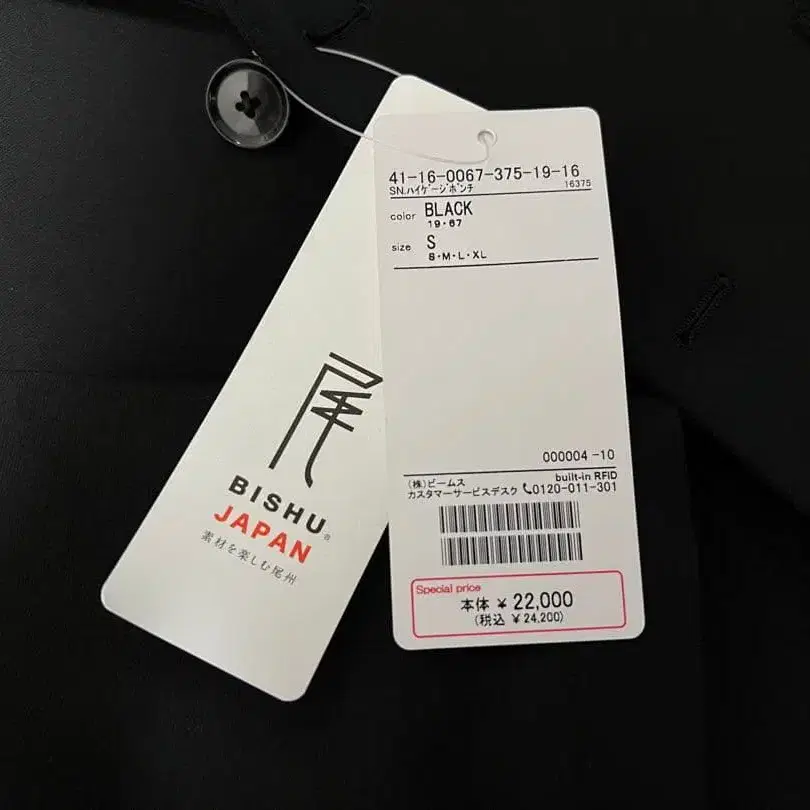 尾
BISHU®
JAPAN
素材を楽しむ尾州
41-16-0067-375-19-16
SN.ハイゲージポンチ 16375
color BLACK
19・67
size S
S・M・L・XL
000004 -10
built-in RFID
(株)ビームス
カスタマーサービスデスク 0120-011-301
Special price
本体 ¥ 22,000
(税込 ¥ 24,200)